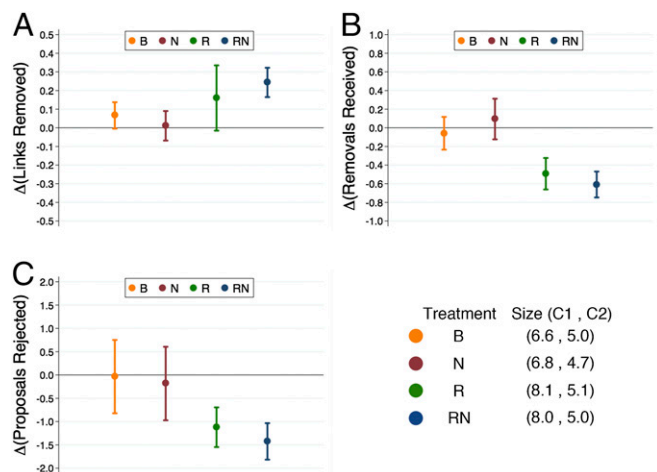 A
B
B N R RN
B N R RN
Δ(Links Removed)
0.5
0.4
0.3
0.2
0.1
0.0
-0.1
-0.2
-0.3
-0.4
-0.5
Δ(Removals Received)
1.0
0.8
0.6
0.4
0.2
0.0
-0.2
-0.4
-0.6
-0.8
-1.0
C
B N R RN
Δ(Proposals Rejected)
2.0
1.5
1.0
0.5
0.0
-0.5
-1.0
-1.5
-2.0
Treatment Size (C1 , C2)
B (6.6 , 5.0)
N (6.8 , 4.7)
R (8.1 , 5.1)
RN (8.0 , 5.0)